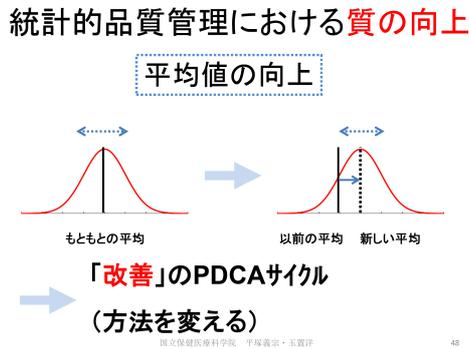 統計的品質管理における質の向上
平均値の向上
もともとの平均
以前の平均 新しい平均
「改善」のPDCAサイクル
（方法を変える）
国立保健医療科学院 平塚義宗・玉置洋
48